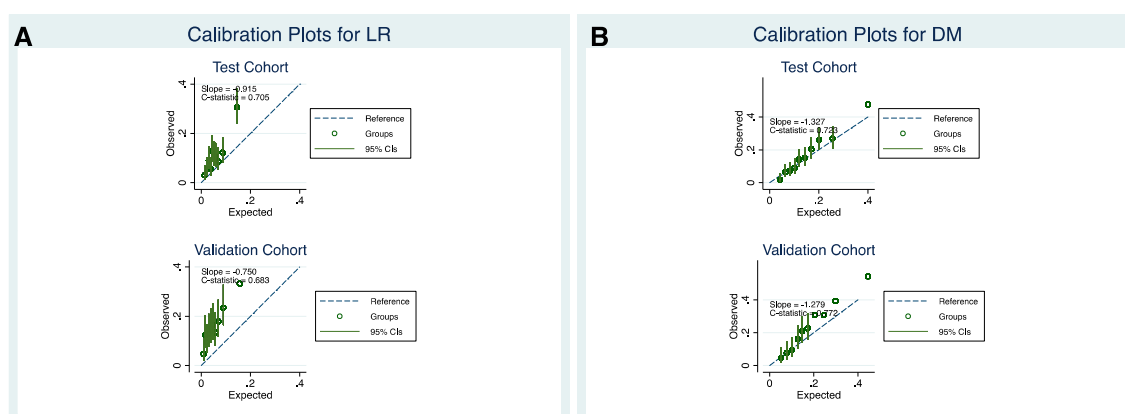 A
Calibration Plots for LR
Test Cohort
Slope = -0.915
C-statistic = 0.705
.4
.2
0
Observed
0 .2 .4
Expected
Reference
Groups
95% CIs
Validation Cohort
Slope = -0.750
C-statistic = 0.683
.4
.2
0
Observed
0 .2 .4
Expected
Reference
Groups
95% CIs
B
Calibration Plots for DM
Test Cohort
Slope = -1.327
C-statistic = 0.723
.4
.2
0
Observed
0 .2 .4
Expected
Reference
Groups
95% CIs
Validation Cohort
Slope = -1.279
C-statistic = 0.772
.4
.2
0
Observed
0 .2 .4
Expected
Reference
Groups
95% CIs